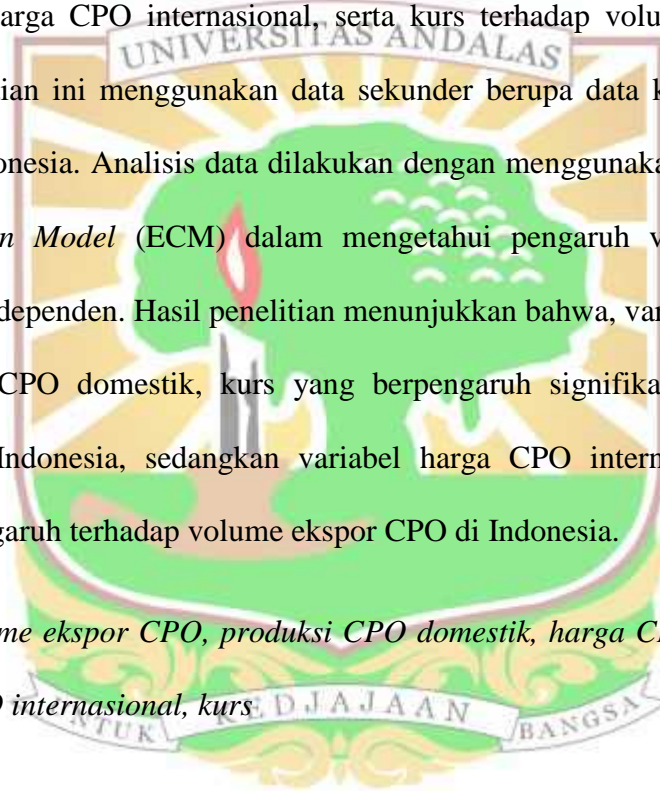 arga CPO internasional, serta kurs terhadap volu
UNIVERSITAS ANDALAS
tian ini menggunakan data sekunder berupa data k
onesia. Analisis data dilakukan dengan menggunaka
n Model (ECM) dalam mengetahui pengaruh v
dependen. Hasil penelitian menunjukkan bahwa, var
CPO domestik, kurs yang berpengaruh signifika
Indonesia, sedangkan variabel harga CPO intern
garuh terhadap volume ekspor CPO di Indonesia.
me ekspor CPO, produksi CPO domestik, harga C
O internasional, kurs
UNTUK KEDJAJAAN BANGSA